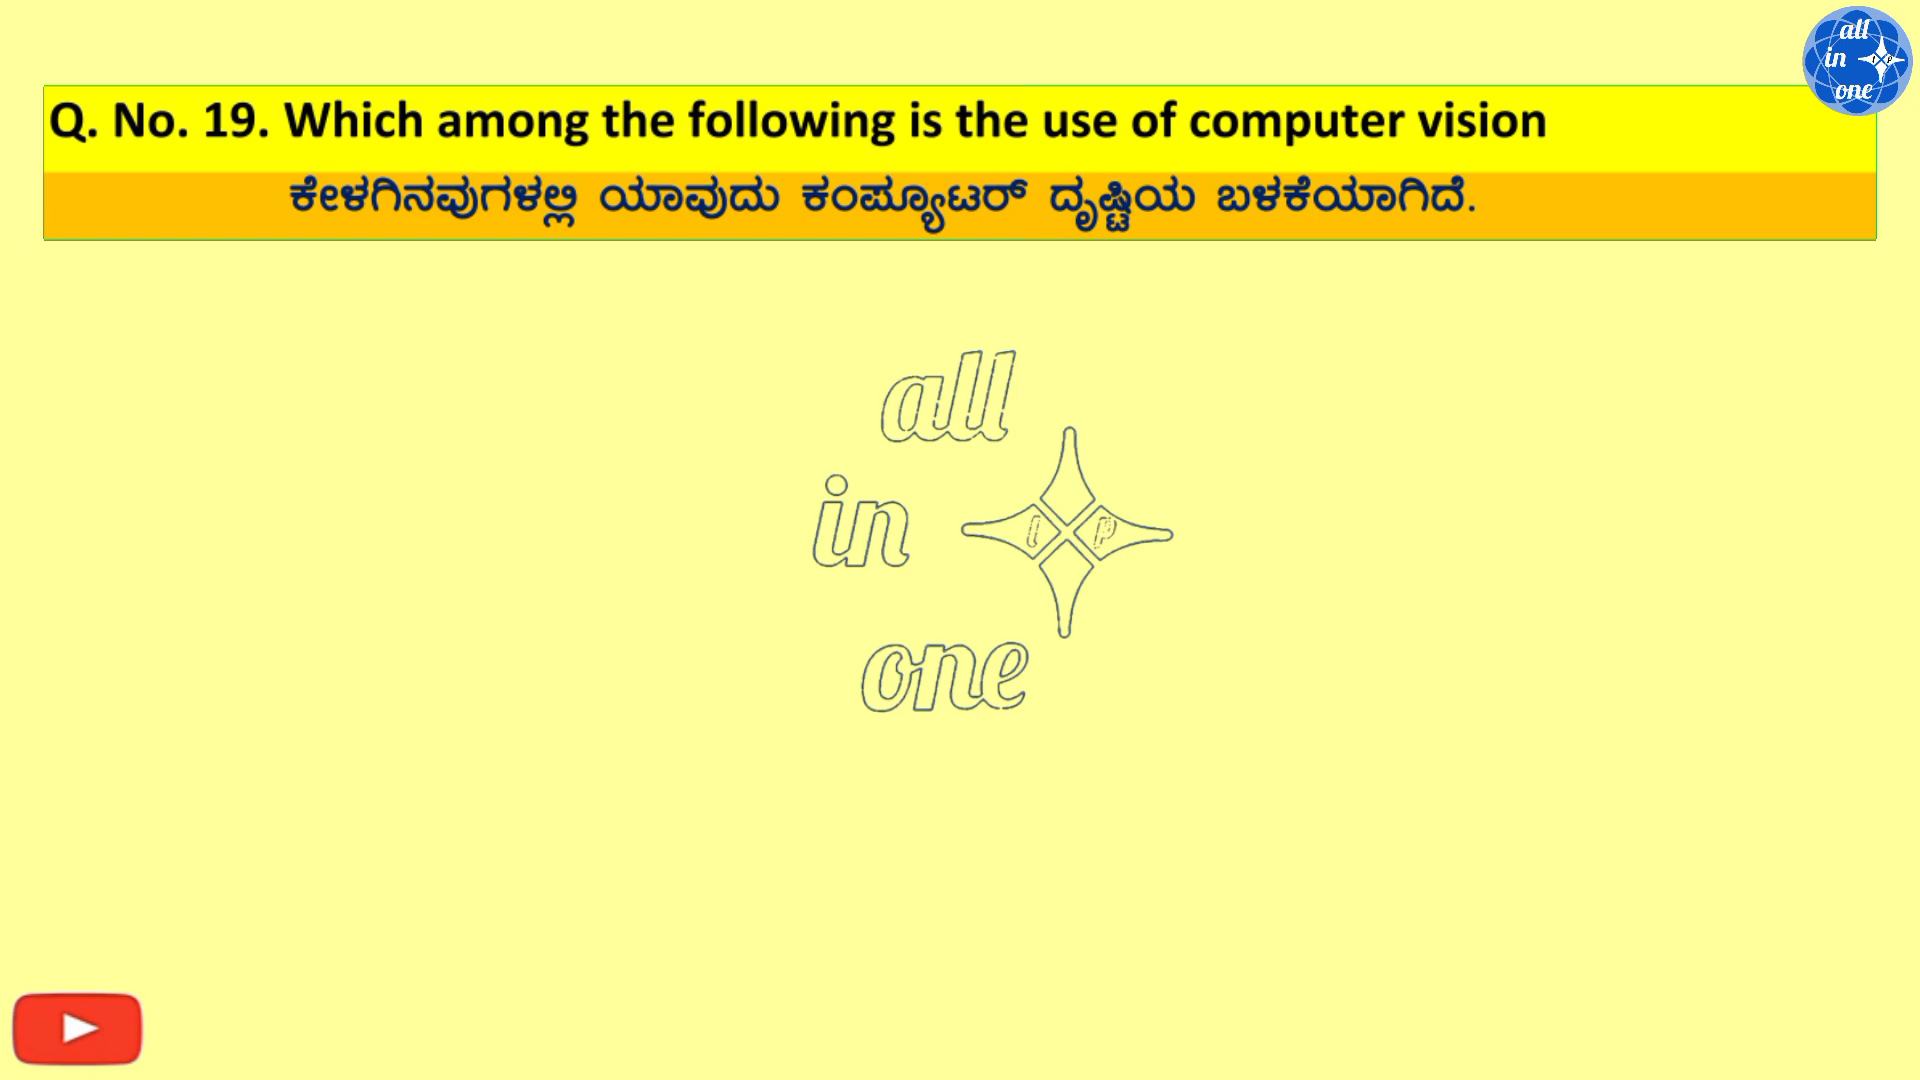 all
in
I P
one
Q. No. 19. Which among the following is the use of computer vision
ಕೇಳಗಿನವುಗಳಲ್ಲಿ ಯಾವುದು ಕಂಪ್ಯೂಟರ್ ದೃಷ್ಟಿಯ ಬಳಕೆಯಾಗಿದೆ.
all
in
I P
one